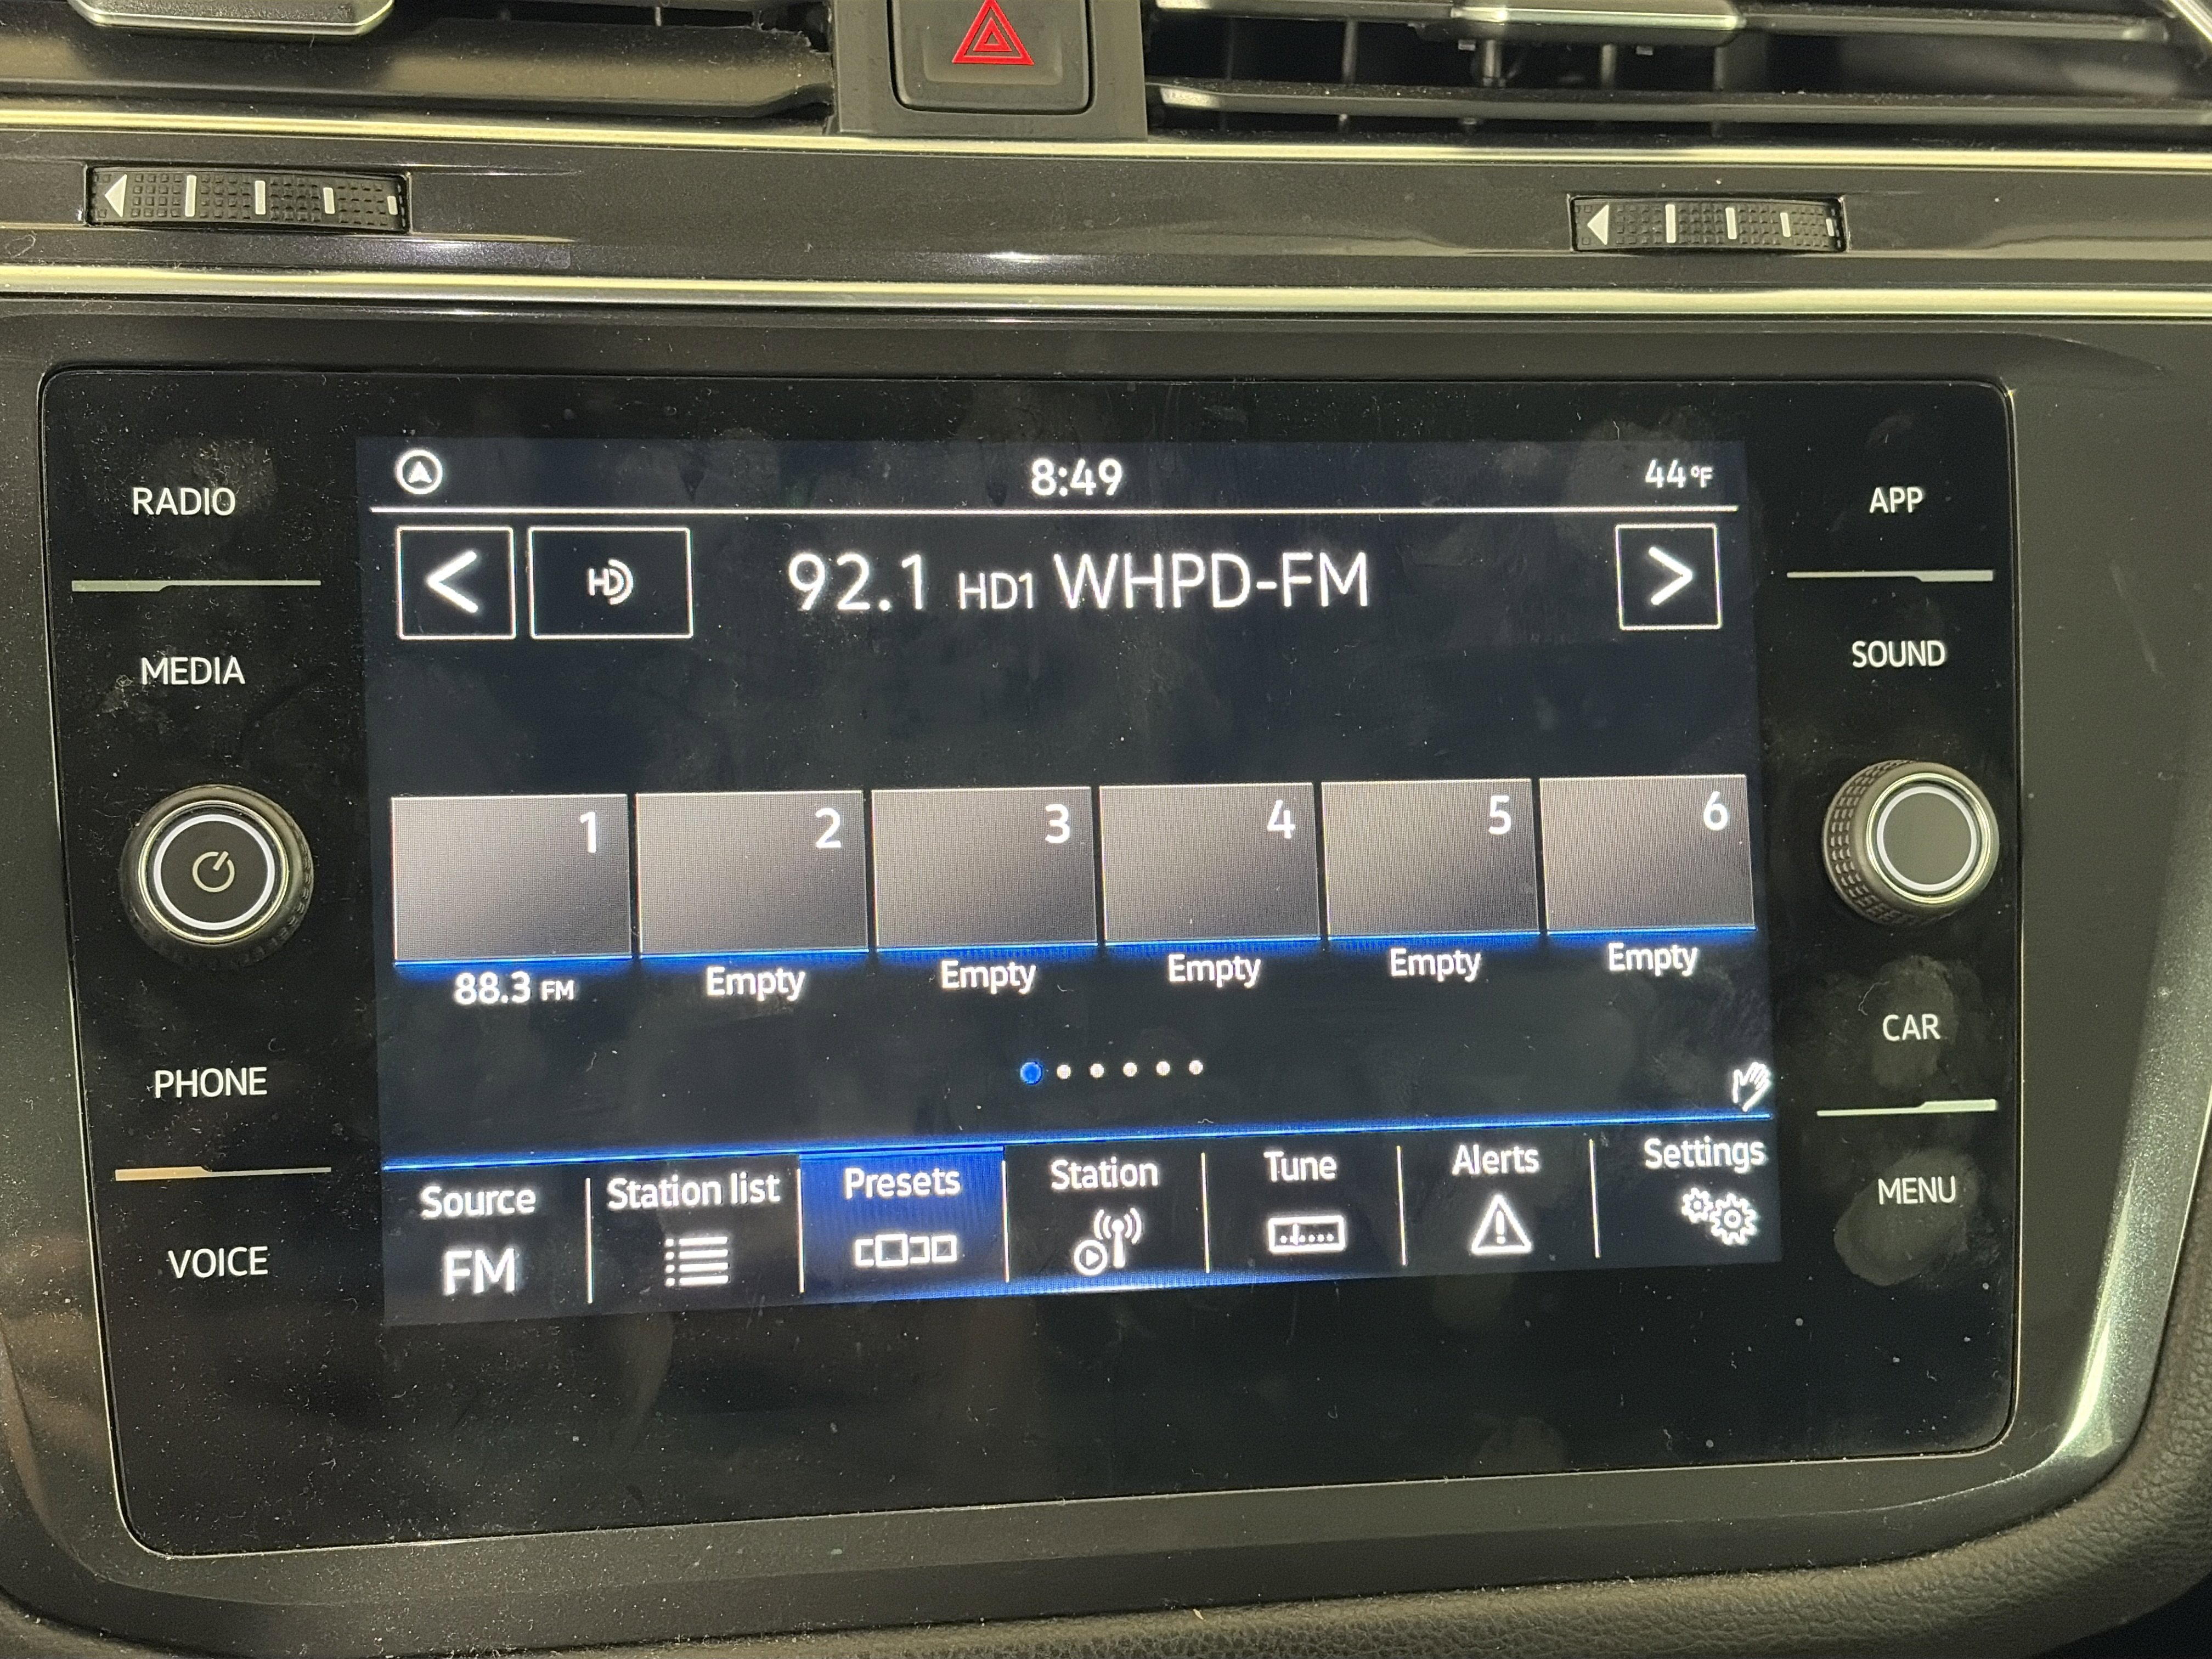 RADIO
MEDIA
PHONE
VOICE
8:49
44°F
HD
92.1 HD1 WHPD-FM
1
2
3
4
5
6
88.3 FM
Empty
Empty
Empty
Empty
Empty
Source
FM
Station list
Presets
Station
Tune
Alerts
Settings
APP
SOUND
CAR
MENU